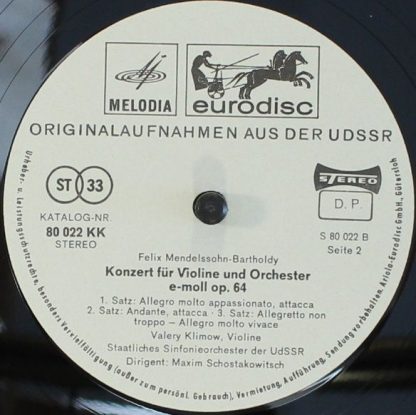 MELODIA
eurodisc
ORIGINALAUFNAHMEN AUS DER UDSSR
ST 33
STEREO
D. P.
KATALOG-NR.
80 022 KK
STEREO
S 80 022 B
Seite 2
Felix Mendelssohn-Bartholdy
Konzert für Violine und Orchester
e-moll op. 64
1. Satz: Allegro molto appassionato, attacca
2. Satz: Andante, attacca · 3. Satz: Allegretto non
troppo – Allegro molto vivace
Valery Klimow, Violine
Staatliches Sinfonieorchester der UdSSR
Dirigent: Maxim Schostakowitsch
Urheber- u. Leistungsschutzrechte, besonders Vervielfältigung (außer zum persönl. Gebrauch), Vermietung, Aufführung, Sendung vorbehalten. Ariola-Eurodisc GmbH., Gütersloh